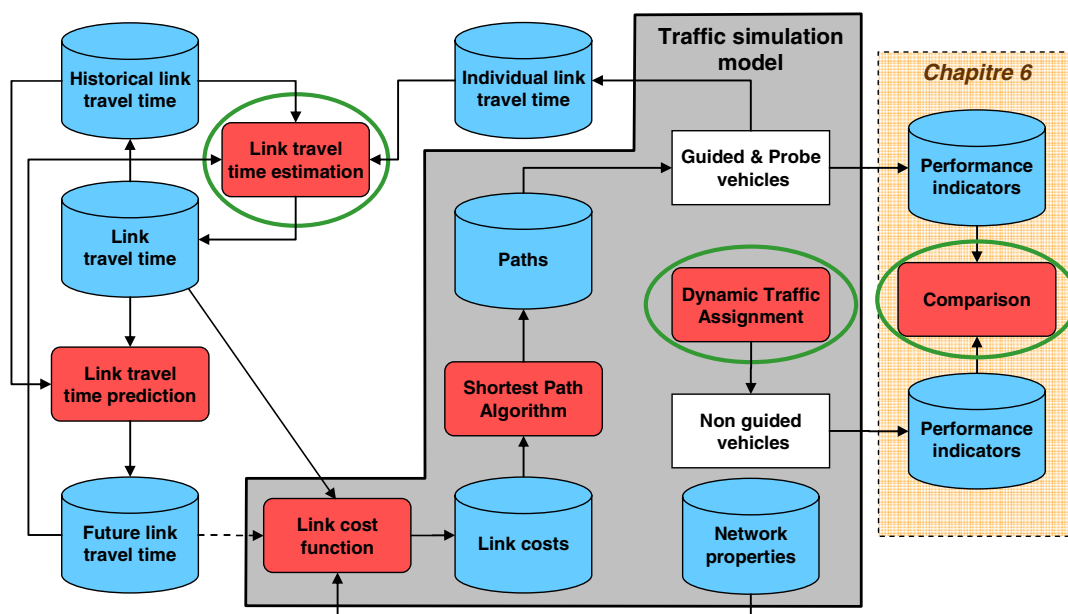 Traffic simulation
model
Chapitre 6
Historical link
travel time
Individual link
travel time
Link travel
time estimation
Guided & Probe
vehicles
Performance
indicators
Link
travel time
Paths
Dynamic Traffic
Assignment
Comparison
Link travel
time prediction
Shortest Path
Algorithm
Non guided
vehicles
Performance
indicators
Future link
travel time
Link cost
function
Link costs
Network
properties